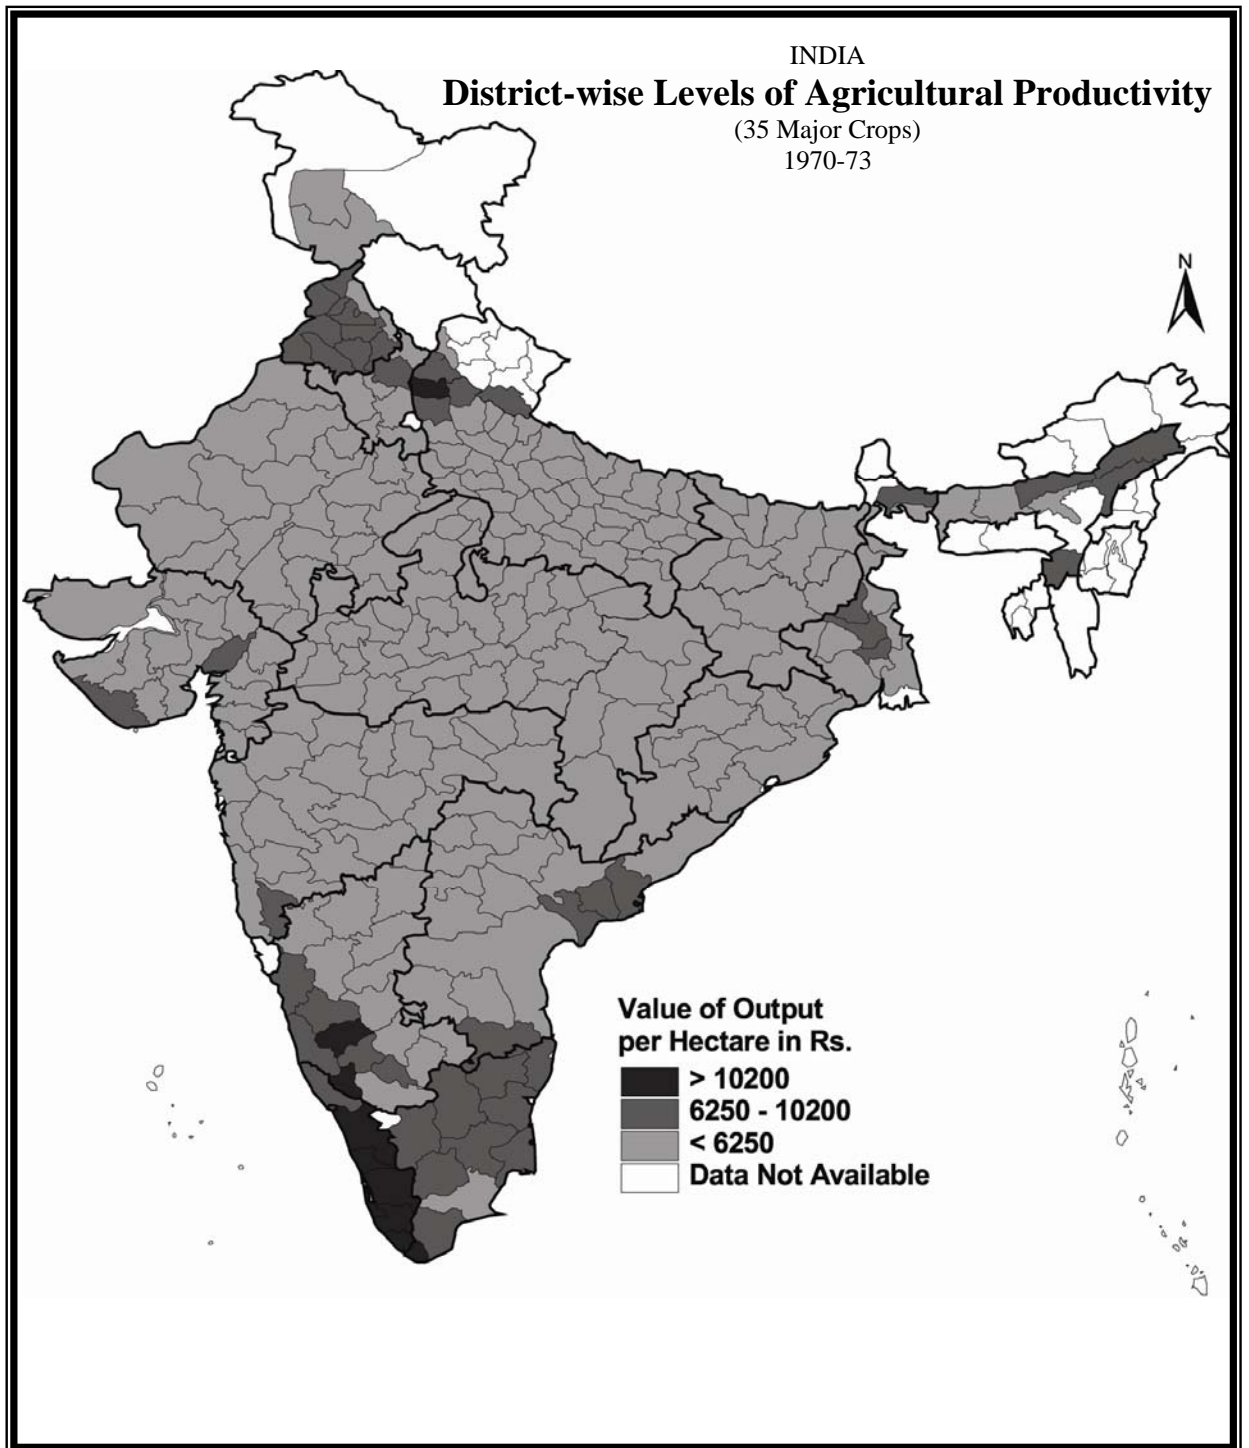 INDIA
District-wise Levels of Agricultural Productivity
(35 Major Crops)
1970-73
N
Value of Output
per Hectare in Rs.
> 10200
6250 - 10200
< 6250
Data Not Available